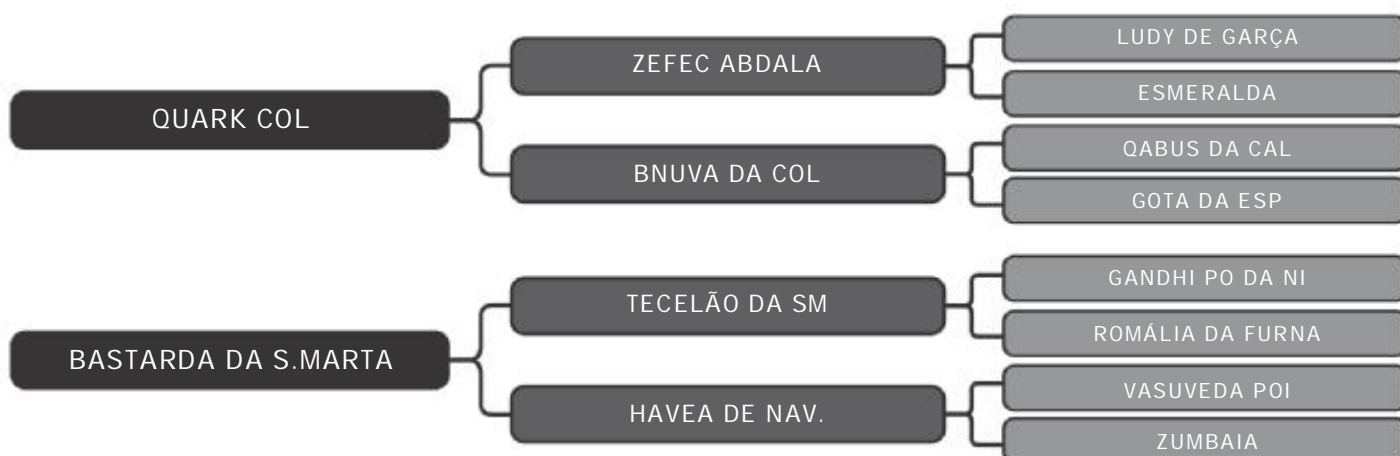 QUARK COL
ZEFEC ABDALA
LUDY DE GARÇA
ESMERALDA
BNUVA DA COL
QABUS DA CAL
GOTA DA ESP
BASTARDA DA S.MARTA
TECELÃO DA SM
GANDHI PO DA NI
ROMÁLIA DA FURNA
HAVEA DE NAV.
VASUVEDA POI
ZUMBAIA